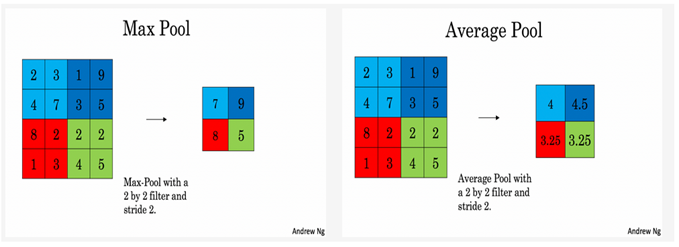 Max Pool
2 3 1 9
4 7 3 5
8 2 2 2
1 3 4 5
7 9
8 5
Max-Pool with a
2 by 2 filter and
stride 2.
Andrew Ng
Average Pool
2 3 1 9
4 7 3 5
8 2 2 2
1 3 4 5
4 4.5
3.25 3.25
Average Pool with
a 2 by 2 filter and
stride 2.
Andrew Ng